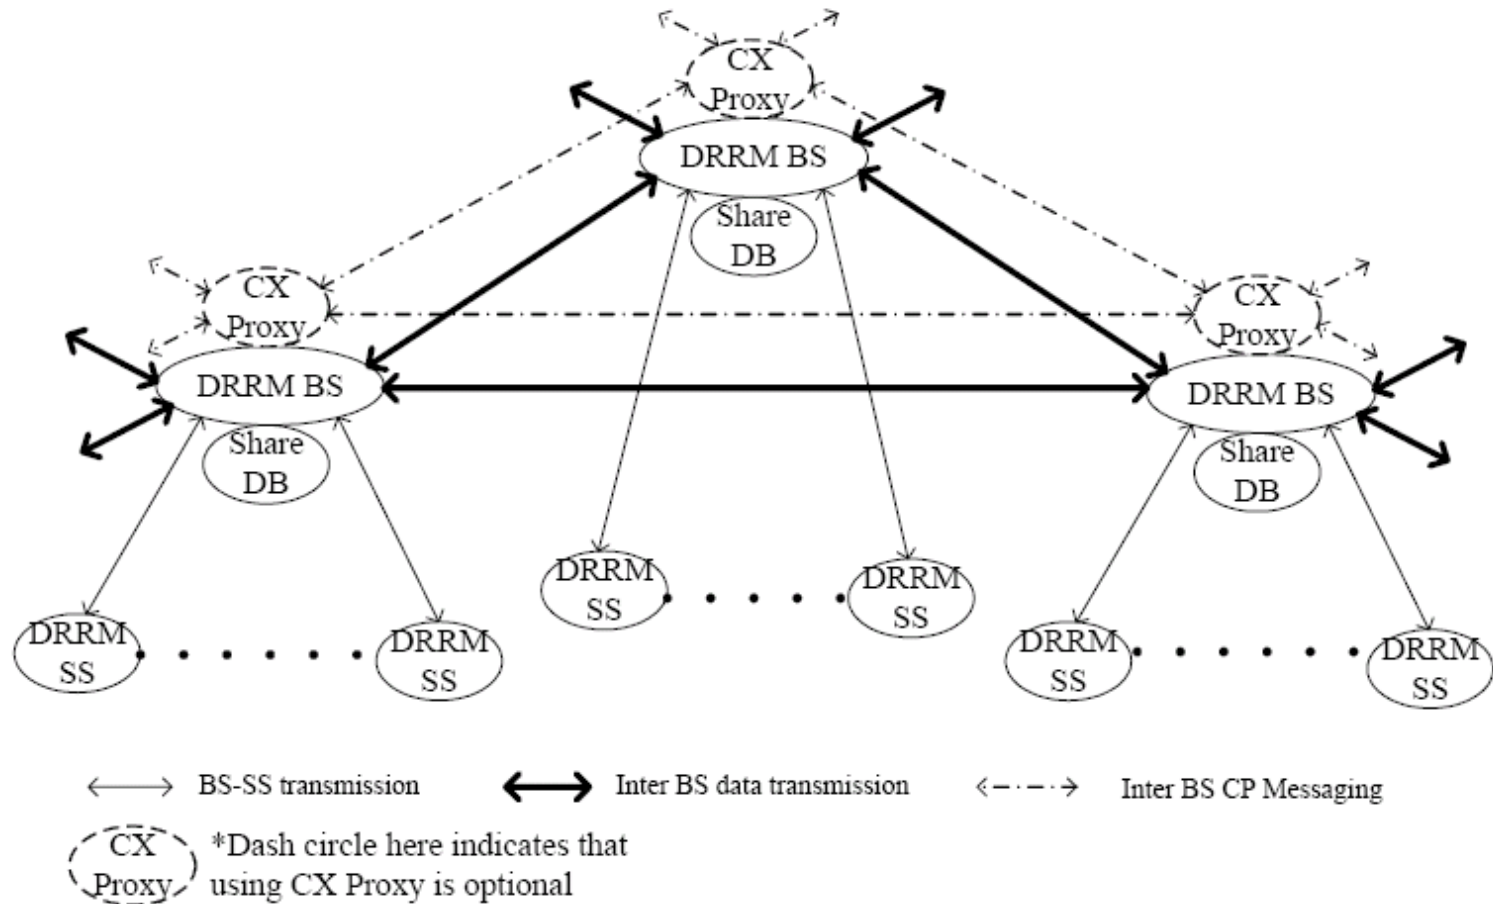 CX
Proxy
DRRM BS
Share
DB
CX
Proxy
DRRM BS
Share
DB
CX
Proxy
DRRM BS
Share
DB
DRRM
SS
DRRM
SS
DRRM
SS
DRRM
SS
DRRM
SS
DRRM
SS
BS-SS transmission
Inter BS data transmission
Inter BS CP Messaging
CX
Proxy
*Dash circle here indicates that
using CX Proxy is optional